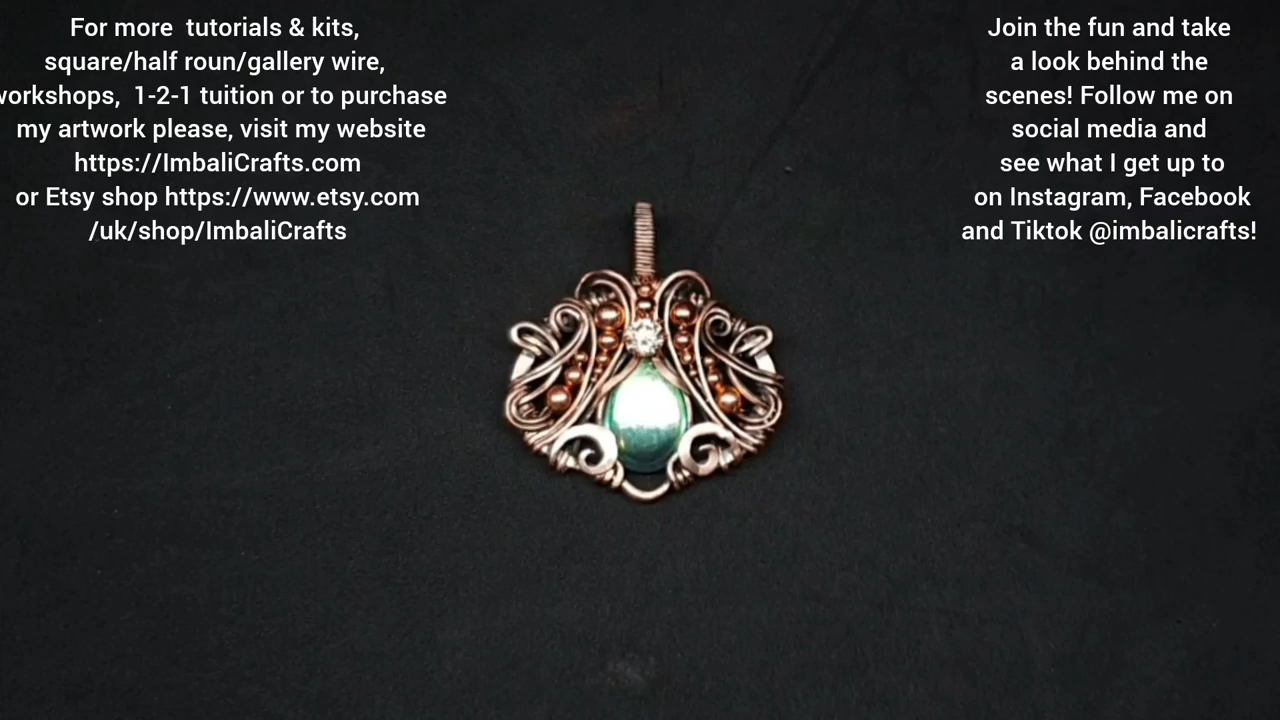 For more  tutorials & kits,
square/half roun/gallery wire,
workshops,  1-2-1 tuition or to purchase
my artwork please, visit my website
https://ImbaliCrafts.com
or Etsy shop https://www.etsy.com
/uk/shop/ImbaliCrafts
Join the fun and take
a look behind the
scenes! Follow me on
social media and
see what I get up to
on Instagram, Facebook
and Tiktok @imbalicrafts!